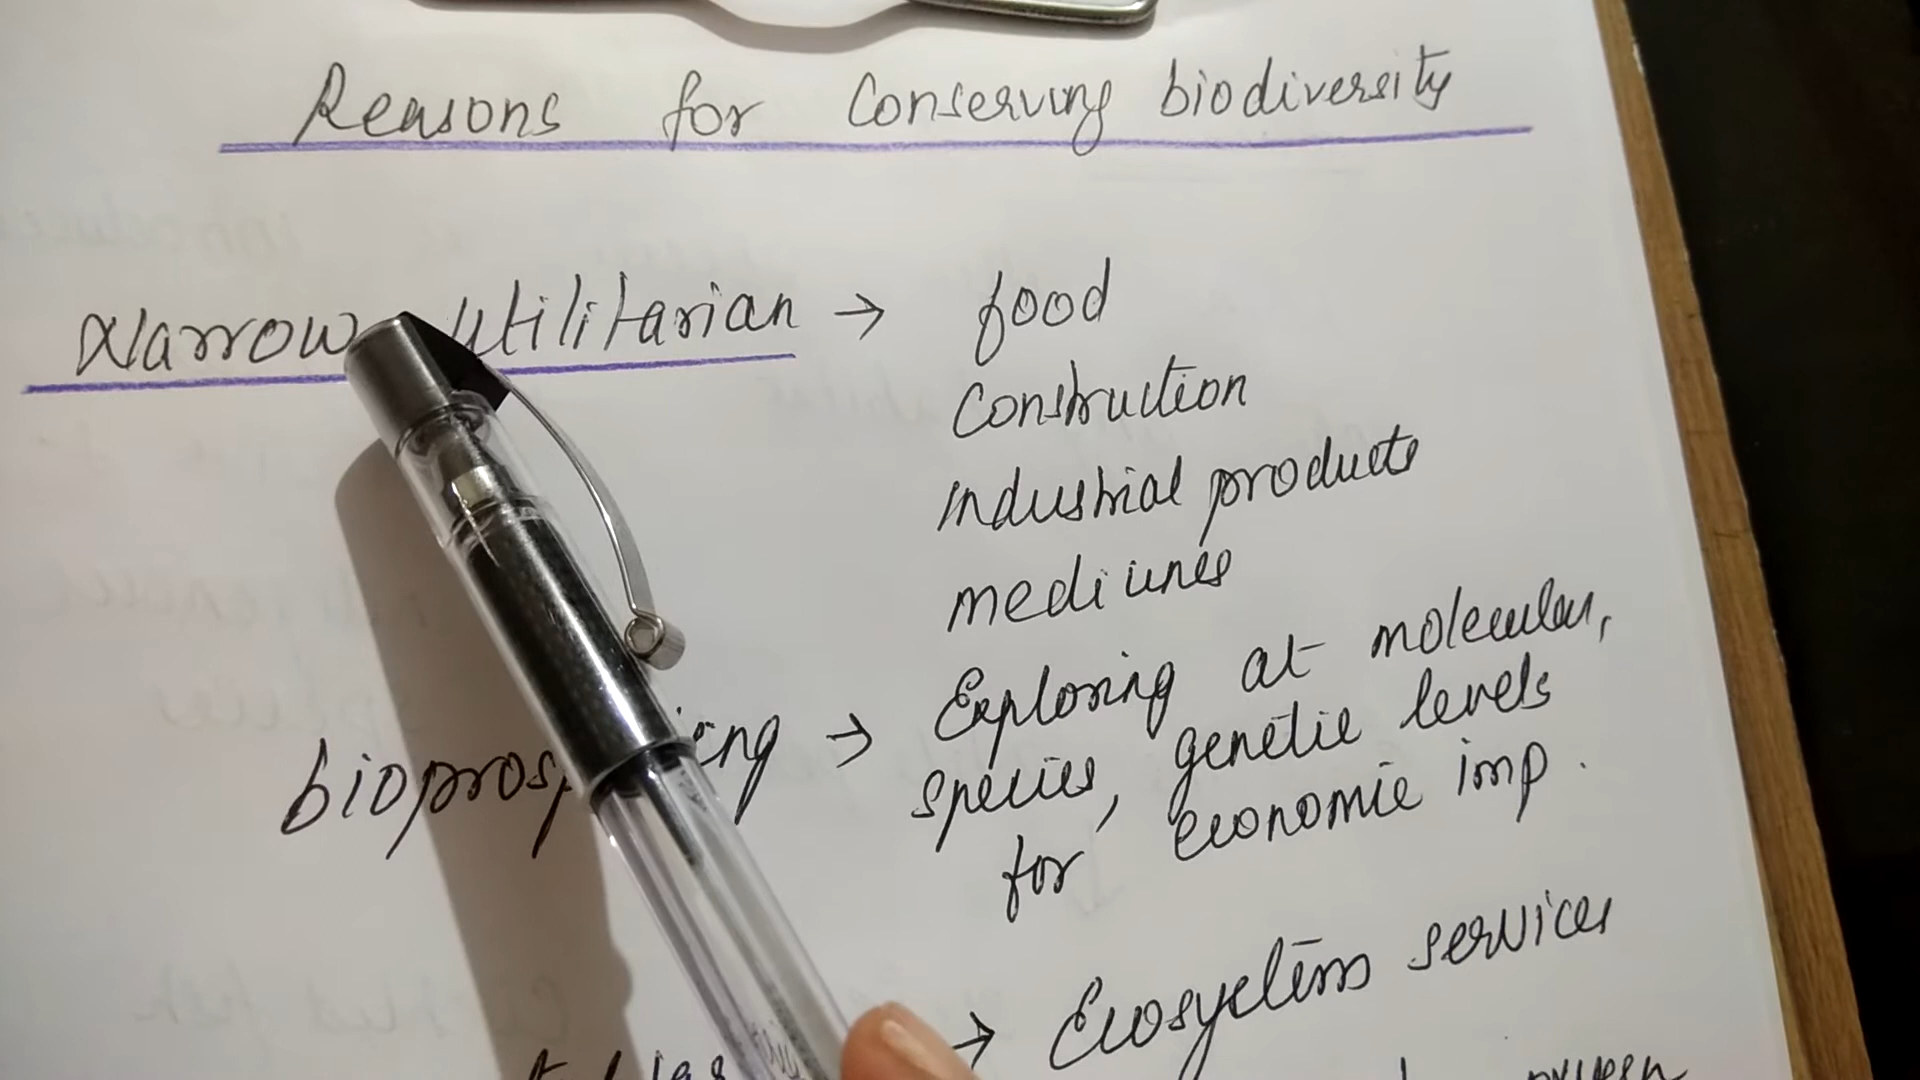 Reasons for Conserving biodiversity
Narrow utilitarian → food
Construction
industrial products
medicines
→ Exploring at molecular,
species, genetic levels
for economic imp.
→ Ecosystems services
oxygen